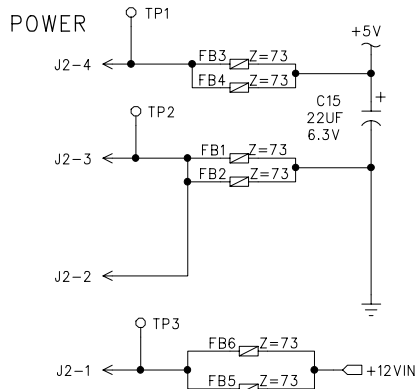 POWER
TP1
+5V
J2-4
FB3 Z=73
FB4 Z=73
C15
22UF
6.3V
+
TP2
J2-3
FB1 Z=73
FB2 Z=73
J2-2
TP3
FB6 Z=73
J2-1
+12VIN
FB5 Z=73